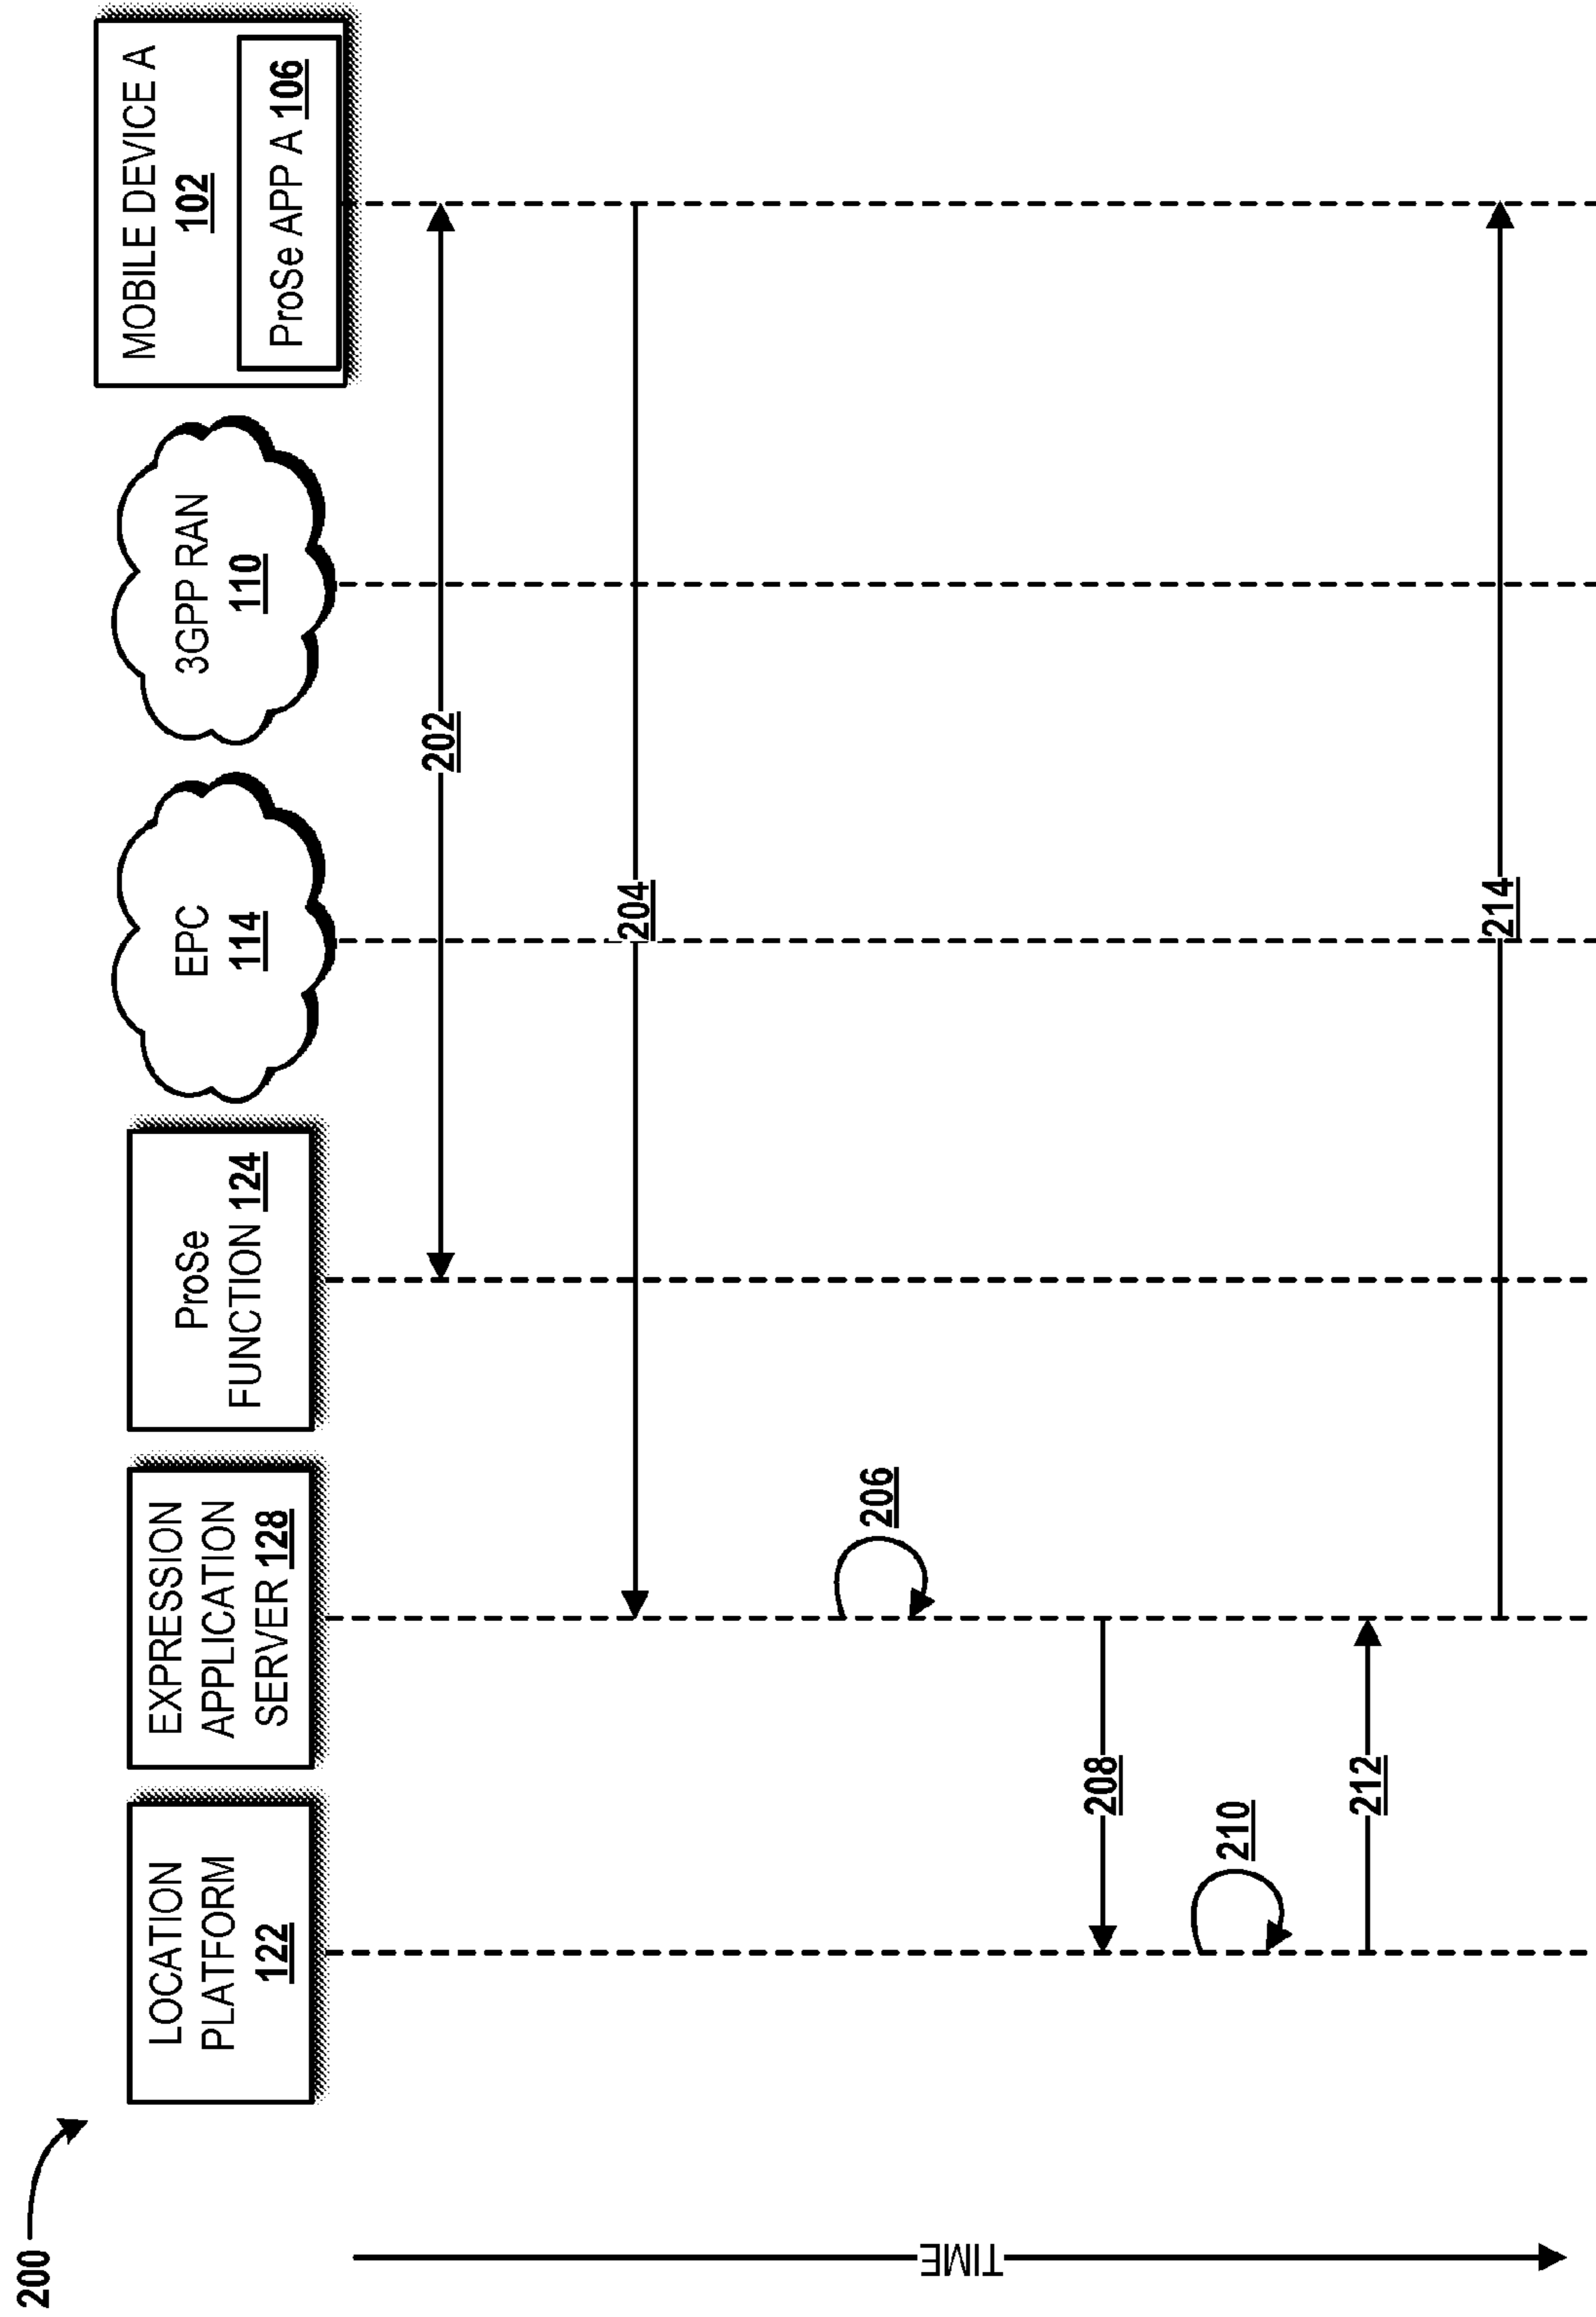 200
LOCATION
PLATFORM
122
EXPRESSION
APPLICATION
SERVER 128
ProSe
FUNCTION 124
EPC
114
3GPP RAN
110
MOBILE DEVICE A
102
ProSe APP A 106
202
204
206
208
210
212
214
TIME